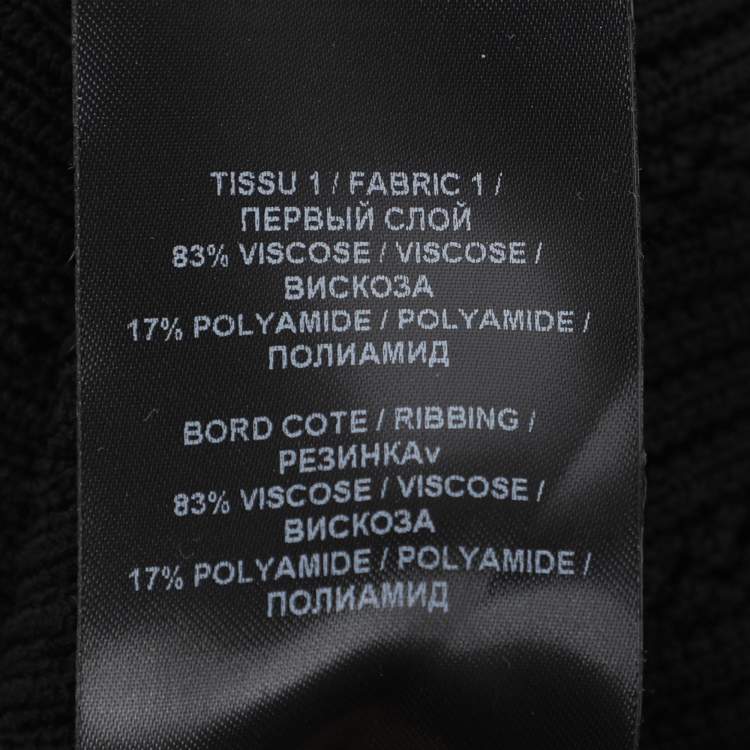 TISSU 1 / FABRIC 1 /
ПЕРВЫЙ СЛОЙ
83% VISCOSE / VISCOSE /
ВИСКОЗА
17% POLYAMIDE / POLYAMIDE /
ПОЛИАМИД
BORD COTE / RIBBING /
РЕЗИНКАv
83% VISCOSE / VISCOSE /
ВИСКОЗА
17% POLYAMIDE / POLYAMIDE /
ПОЛИАМИД